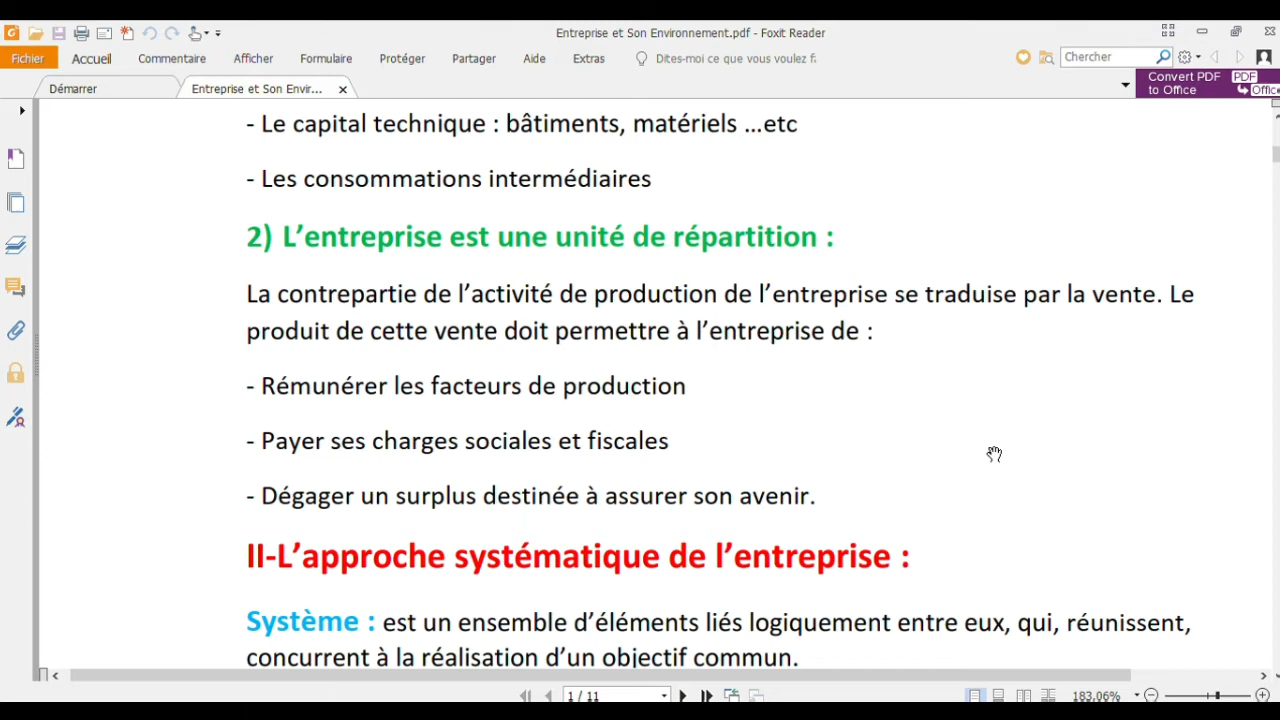 Entreprise et Son Environnement.pdf - Foxit Reader
Fichier Accueil Commentaire Afficher Formulaire Protéger Partager Aide Extras Dites-moi ce que vous voulez f. Chercher
Démarrer Entreprise et Son Envir... Convert PDF to Office PDF Office
- Le capital technique : bâtiments, matériels ...etc
- Les consommations intermédiaires
2) L'entreprise est une unité de répartition :
La contrepartie de l'activité de production de l'entreprise se traduise par la vente. Le
produit de cette vente doit permettre à l'entreprise de :
- Rémunérer les facteurs de production
- Payer ses charges sociales et fiscales
- Dégager un surplus destinée à assurer son avenir.
II-L'approche systématique de l'entreprise :
Système : est un ensemble d'éléments liés logiquement entre eux, qui, réunissent,
concurrent à la réalisation d'un objectif commun.
1 / 11 183,06%